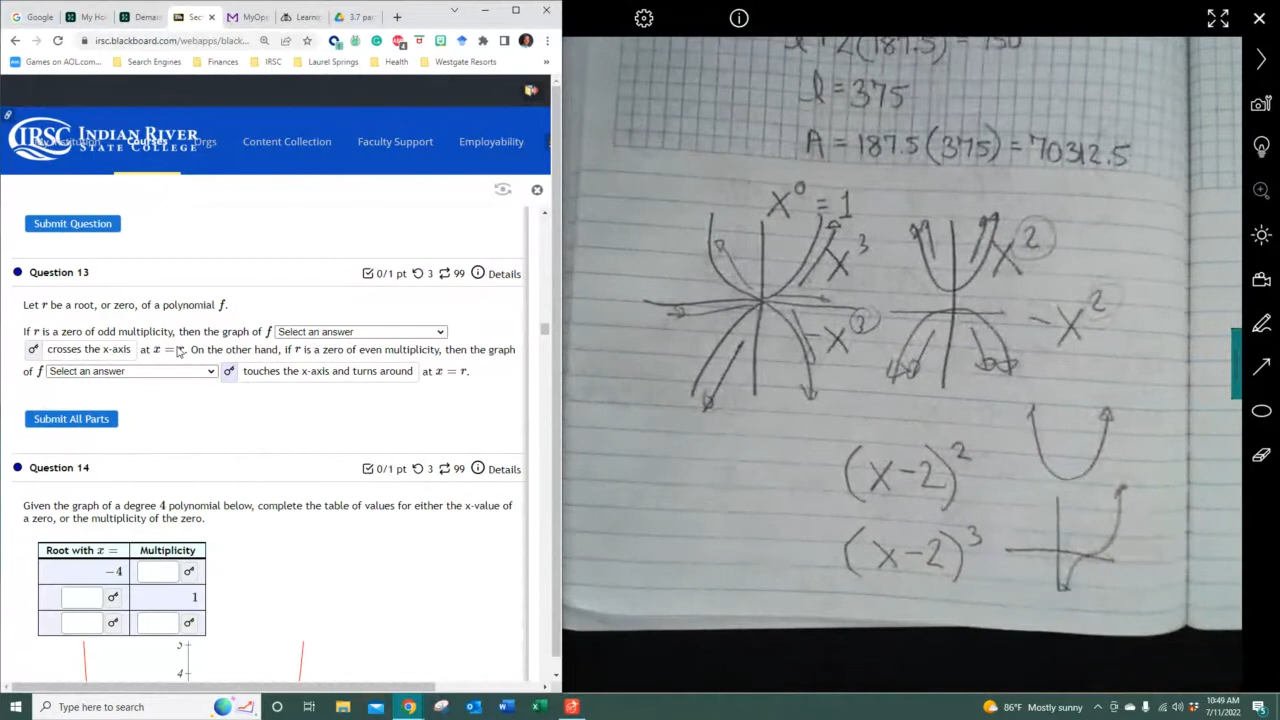 Google
My Ho
Demar
Sec
MyOp
Learnin
3.7 pa
irsc.blackboard.com/webapps/black...
Games on AOL.com...
Search Engines
Finances
IRSC
Laurel Springs
Health
Westgate Resorts
IRSC INDIAN RIVER
STATE COLLEGE
Courses
Orgs
Content Collection
Faculty Support
Employability
Submit Question
Question 13
0/1 pt 3 99 Details
Let r be a root, or zero, of a polynomial f.
If r is a zero of odd multiplicity, then the graph of f Select an answer
crosses the x-axis at x = r. On the other hand, if r is a zero of even multiplicity, then the graph
of f Select an answer touches the x-axis and turns around at x = r.
Submit All Parts
Question 14
0/1 pt 3 99 Details
Given the graph of a degree 4 polynomial below, complete the table of values for either the x-value of
a zero, or the multiplicity of the zero.
Root with x = Multiplicity
−4
1
5
4
l = 375
A = 187.5(375) = 70312.5
x⁰ = 1
x³
−x³
x²
−x²
(x−2)²
(x−2)³
Type here to search
86°F Mostly sunny
10:49 AM
7/11/2022